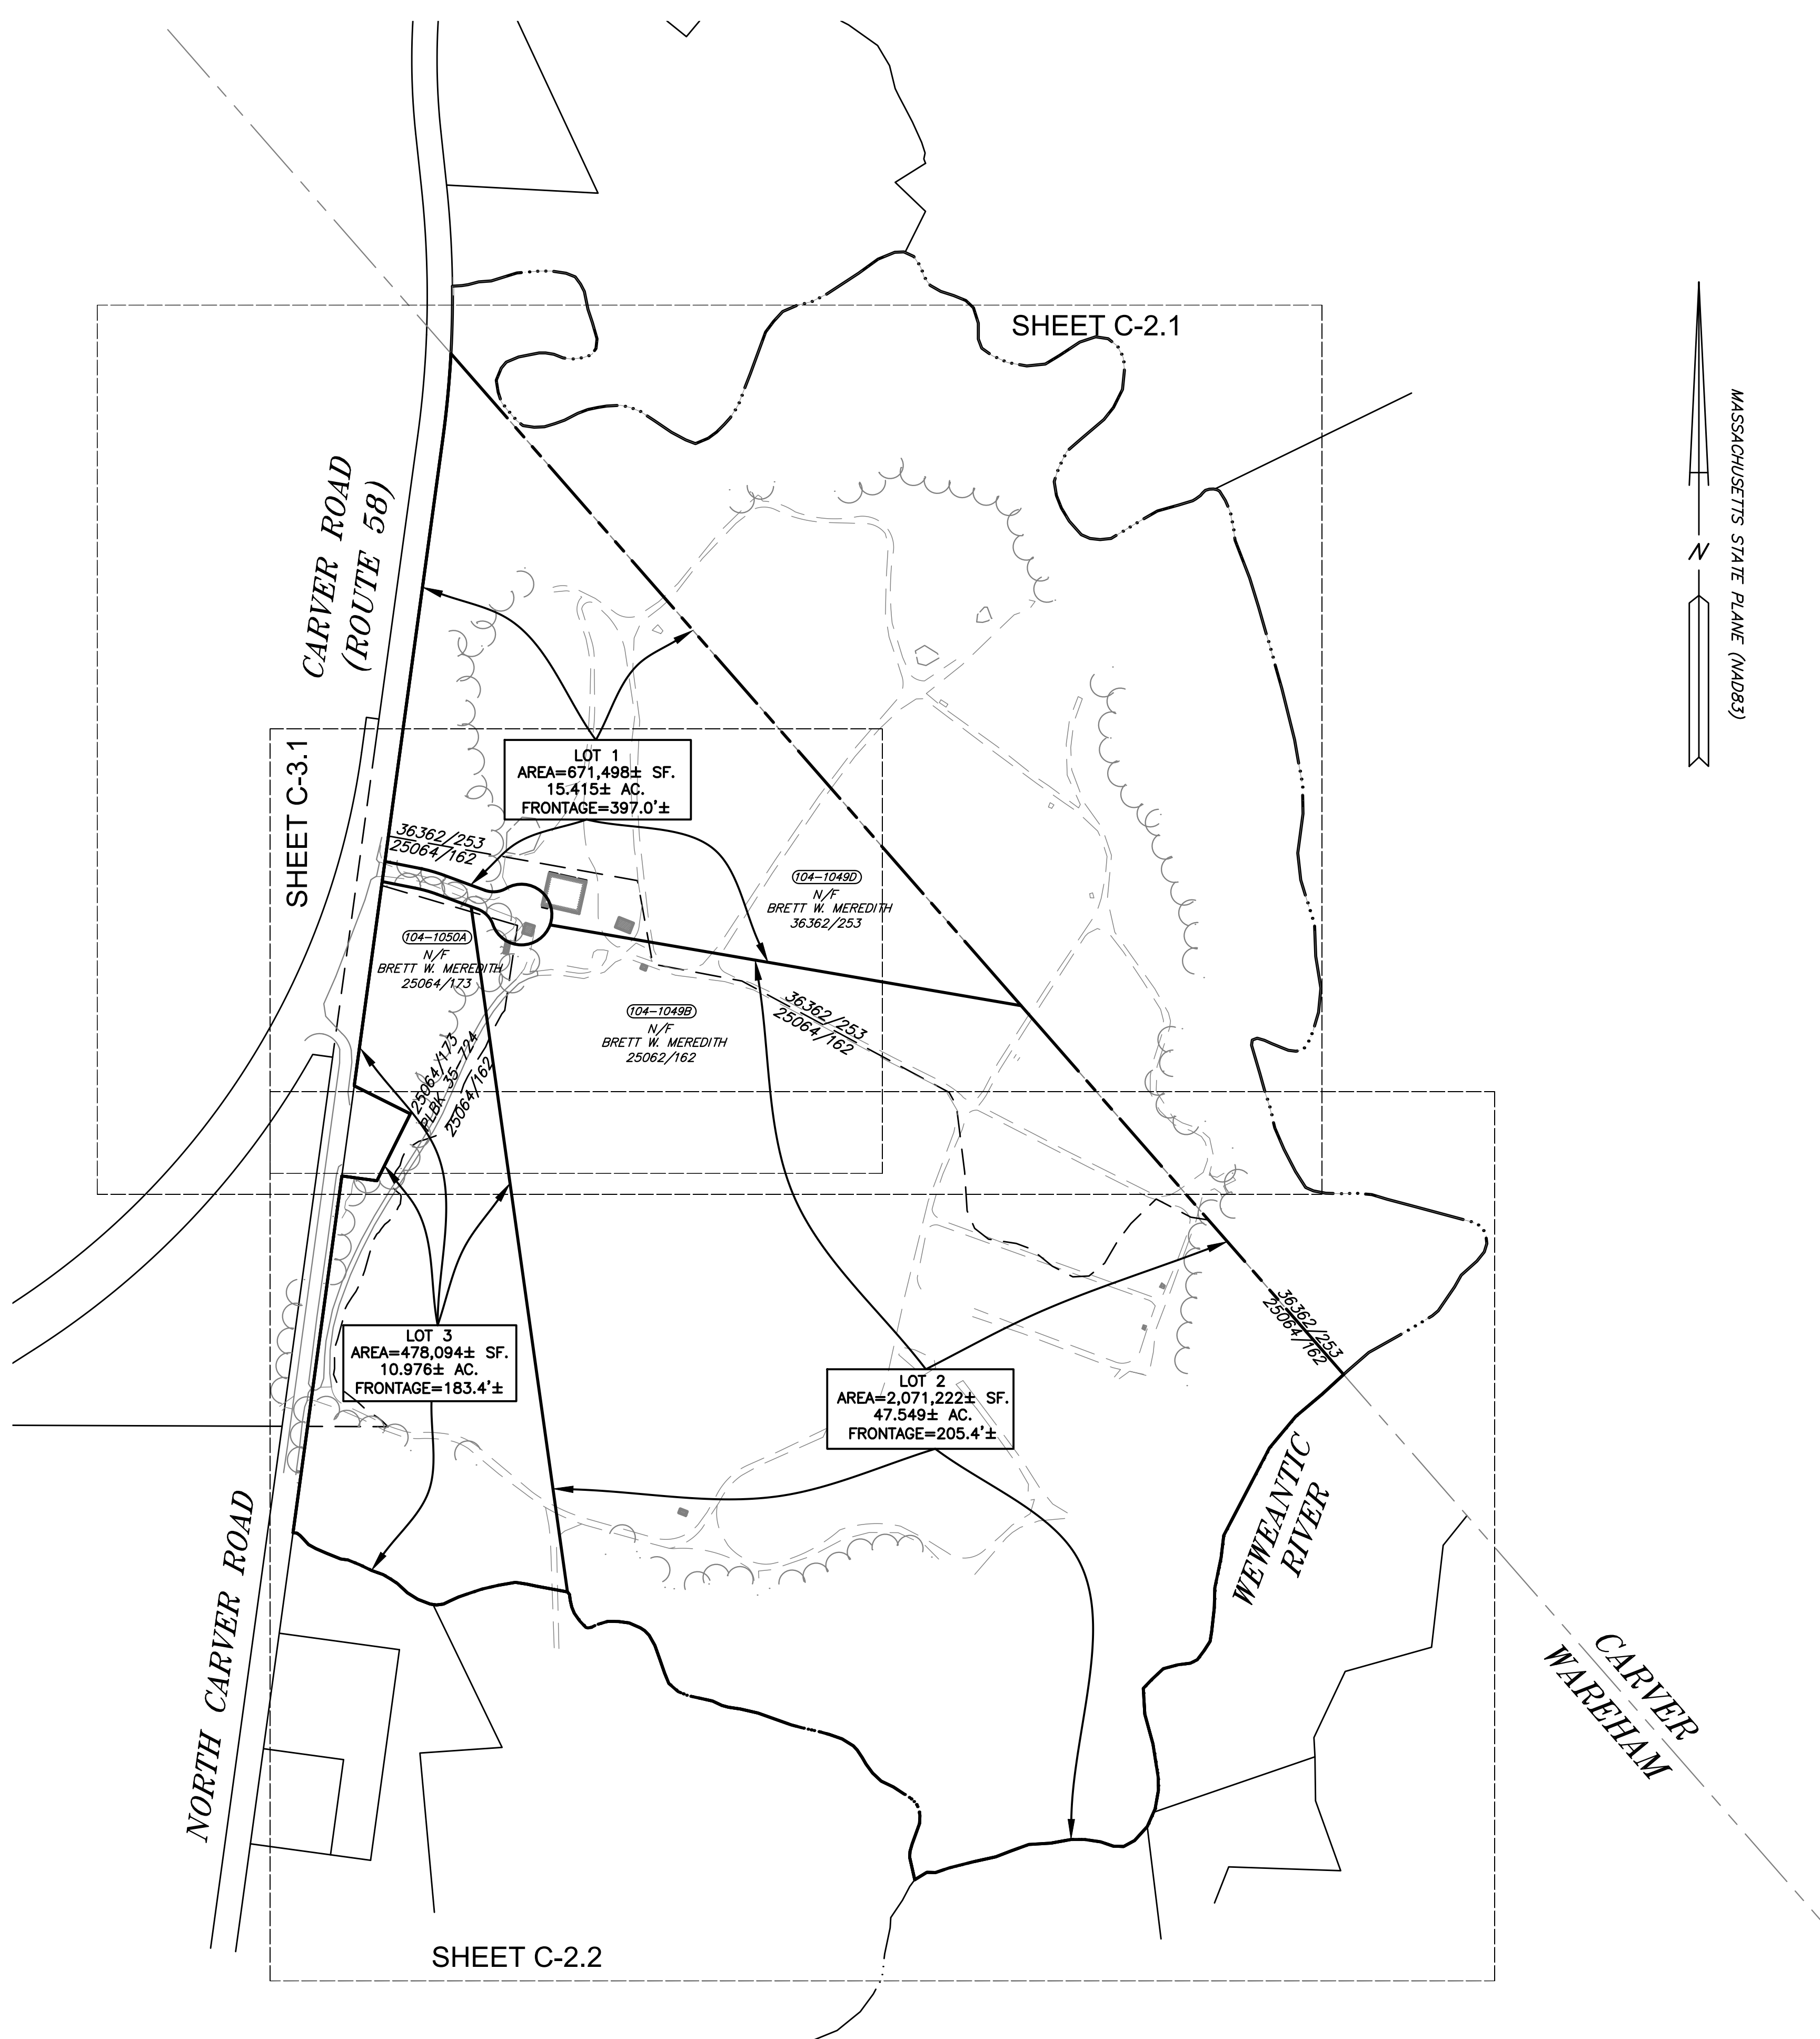 SHEET C-2.1
MASSACHUSETTS STATE PLANE (NAD83)
N
CARVER ROAD
(ROUTE 58)
SHEET C-3.1
LOT 1
AREA=671,498± SF.
15.415± AC.
FRONTAGE=397.0'±
36362/253
25064/162
104-1049D
N/F
BRETT W. MEREDITH
36362/253
104-1050A
N/F
BRETT W. MEREDITH
25064/173
104-1049B
N/F
BRETT W. MEREDITH
25062/162
36362/253
25064/162
25064/173
PLBK 35-724
25064/162
36362/253
25064/162
LOT 3
AREA=478,094± SF.
10.976± AC.
FRONTAGE=183.4'±
LOT 2
AREA=2,071,222± SF.
47.549± AC.
FRONTAGE=205.4'±
WEWEANTIC
RIVER
NORTH CARVER ROAD
CARVER
WAREHAM
SHEET C-2.2